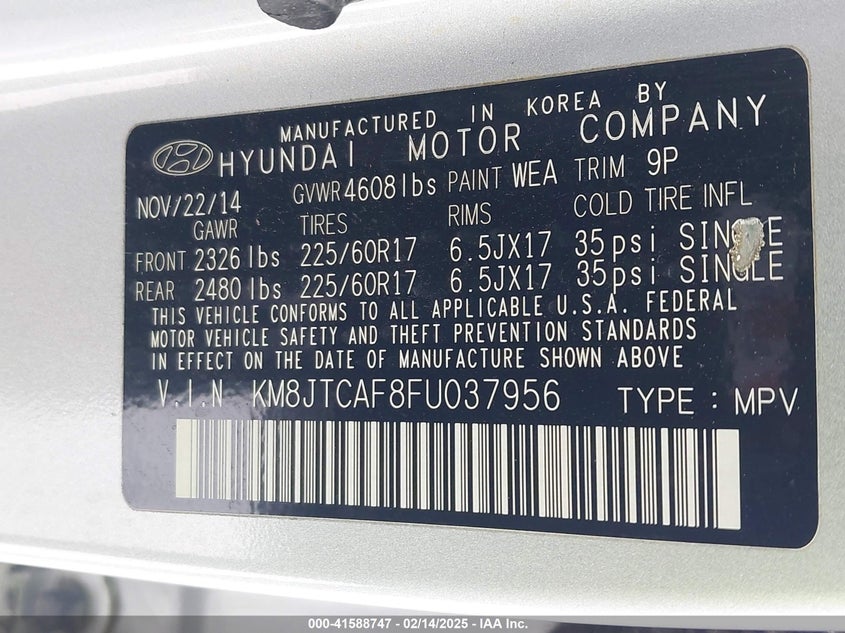 MANUFACTURED IN KOREA BY
HYUNDAI MOTOR COMPANY
NOV/22/14 GVWR 4608 lbs PAINT WEA TRIM 9P
GAWR TIRES RIMS COLD TIRE INFL
FRONT 2326 lbs 225/60R17 6.5JX17 35psi SINGLE
REAR 2480 lbs 225/60R17 6.5JX17 35psi SINGLE
THIS VEHICLE CONFORMS TO ALL APPLICABLE U.S.A. FEDERAL
MOTOR VEHICLE SAFETY AND THEFT PREVENTION STANDARDS
IN EFFECT ON THE DATE OF MANUFACTURE SHOWN ABOVE
V.I.N KM8JTCAF8FU037956 TYPE : MPV
000-41588747 - 02/14/2025 - IAA Inc.